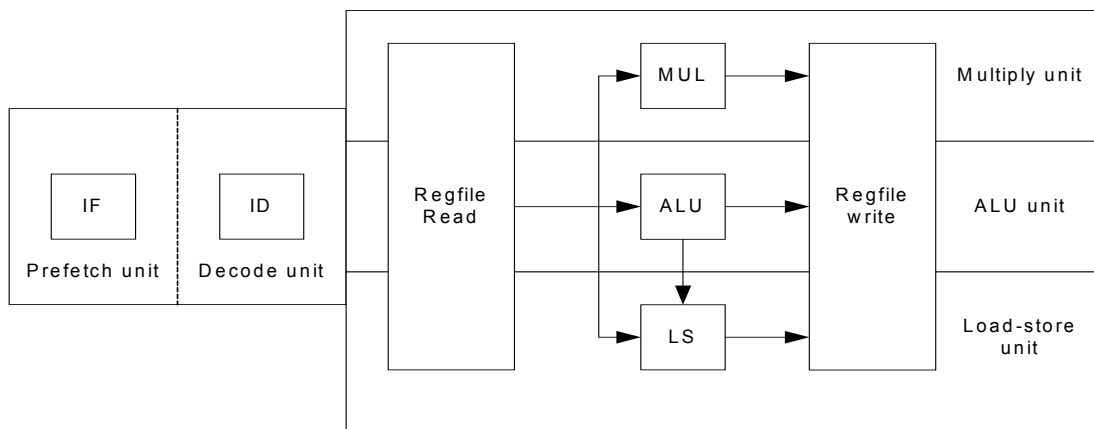 IF
Prefetch unit
ID
Decode unit
Regfile
Read
MUL
ALU
LS
Regfile
write
Multiply unit
ALU unit
Load-store
unit